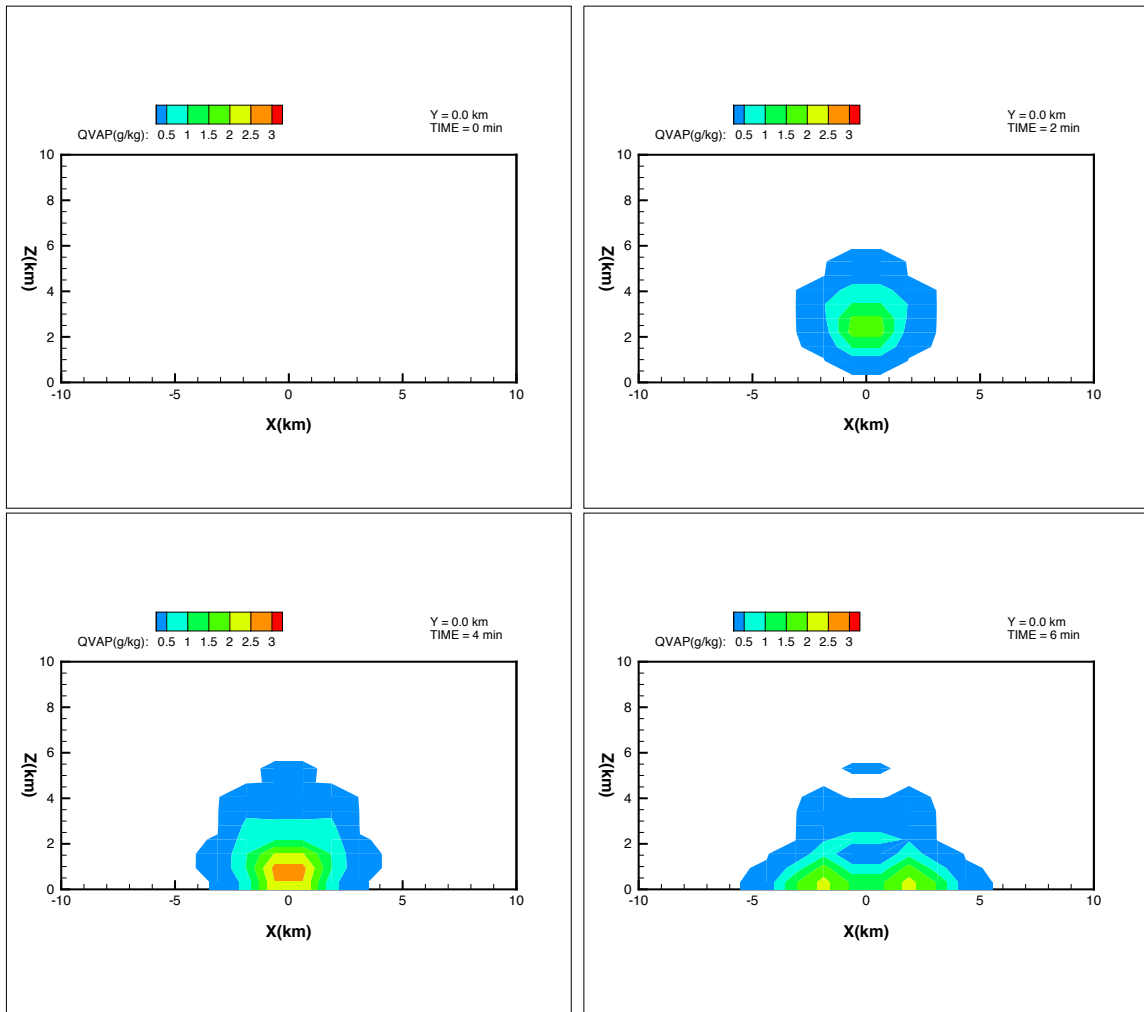 Y = 0.0 km
TIME = 0 min
QVAP(g/kg): 0.5 1 1.5 2 2.5 3
10
8
6
4
2
0
Z(km)
-10 -5 0 5 10
X(km)
Y = 0.0 km
TIME = 2 min
QVAP(g/kg): 0.5 1 1.5 2 2.5 3
10
8
6
4
2
0
Z(km)
-10 -5 0 5 10
X(km)
Y = 0.0 km
TIME = 4 min
QVAP(g/kg): 0.5 1 1.5 2 2.5 3
10
8
6
4
2
0
Z(km)
-10 -5 0 5 10
X(km)
Y = 0.0 km
TIME = 6 min
QVAP(g/kg): 0.5 1 1.5 2 2.5 3
10
8
6
4
2
0
Z(km)
-10 -5 0 5 10
X(km)